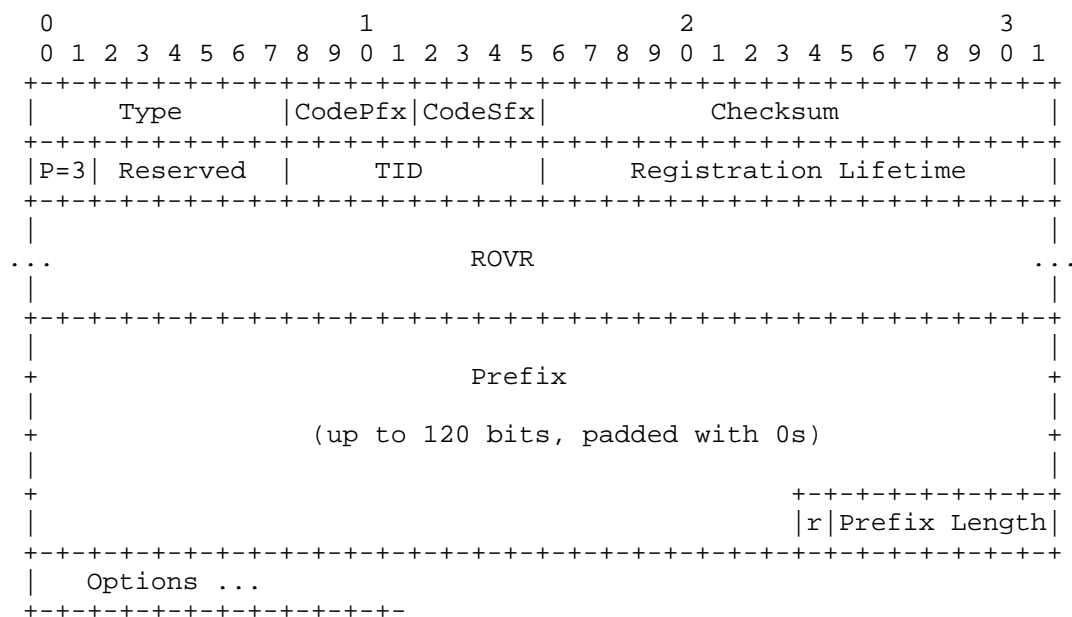 0                   1                   2                   3
 0 1 2 3 4 5 6 7 8 9 0 1 2 3 4 5 6 7 8 9 0 1 2 3 4 5 6 7 8 9 0 1
+-+-+-+-+-+-+-+-+-+-+-+-+-+-+-+-+-+-+-+-+-+-+-+-+-+-+-+-+-+-+-+-+
|     Type      |CodePfx|CodeSfx|          Checksum             |
+-+-+-+-+-+-+-+-+-+-+-+-+-+-+-+-+-+-+-+-+-+-+-+-+-+-+-+-+-+-+-+-+
|P=3| Reserved  |     TID       |     Registration Lifetime     |
+-+-+-+-+-+-+-+-+-+-+-+-+-+-+-+-+-+-+-+-+-+-+-+-+-+-+-+-+-+-+-+-+
|                                                               |
...                         ROVR                              ...
|                                                               |
+-+-+-+-+-+-+-+-+-+-+-+-+-+-+-+-+-+-+-+-+-+-+-+-+-+-+-+-+-+-+-+-+
|                                                               |
+                           Prefix                              +
|                                                               |
+                 (up to 120 bits, padded with 0s)              +
|                                                               |
+                                               +-+-+-+-+-+-+-+-+
|                                               |r|Prefix Length|
+-+-+-+-+-+-+-+-+-+-+-+-+-+-+-+-+-+-+-+-+-+-+-+-+-+-+-+-+-+-+-+-+
|   Options ...
+-+-+-+-+-+-+-+-+-+-+-+-